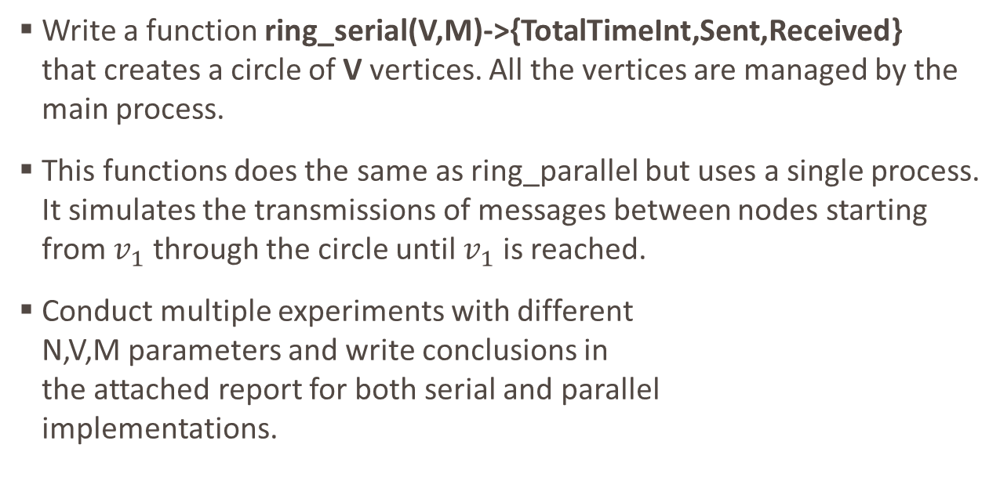 ▪ Write a function ring_serial(V,M)->{TotalTimeInt,Sent,Received}
that creates a circle of V vertices. All the vertices are managed by the
main process.
▪ This functions does the same as ring_parallel but uses a single process.
It simulates the transmissions of messages between nodes starting
from v₁ through the circle until v₁ is reached.
▪ Conduct multiple experiments with different
N,V,M parameters and write conclusions in
the attached report for both serial and parallel
implementations.